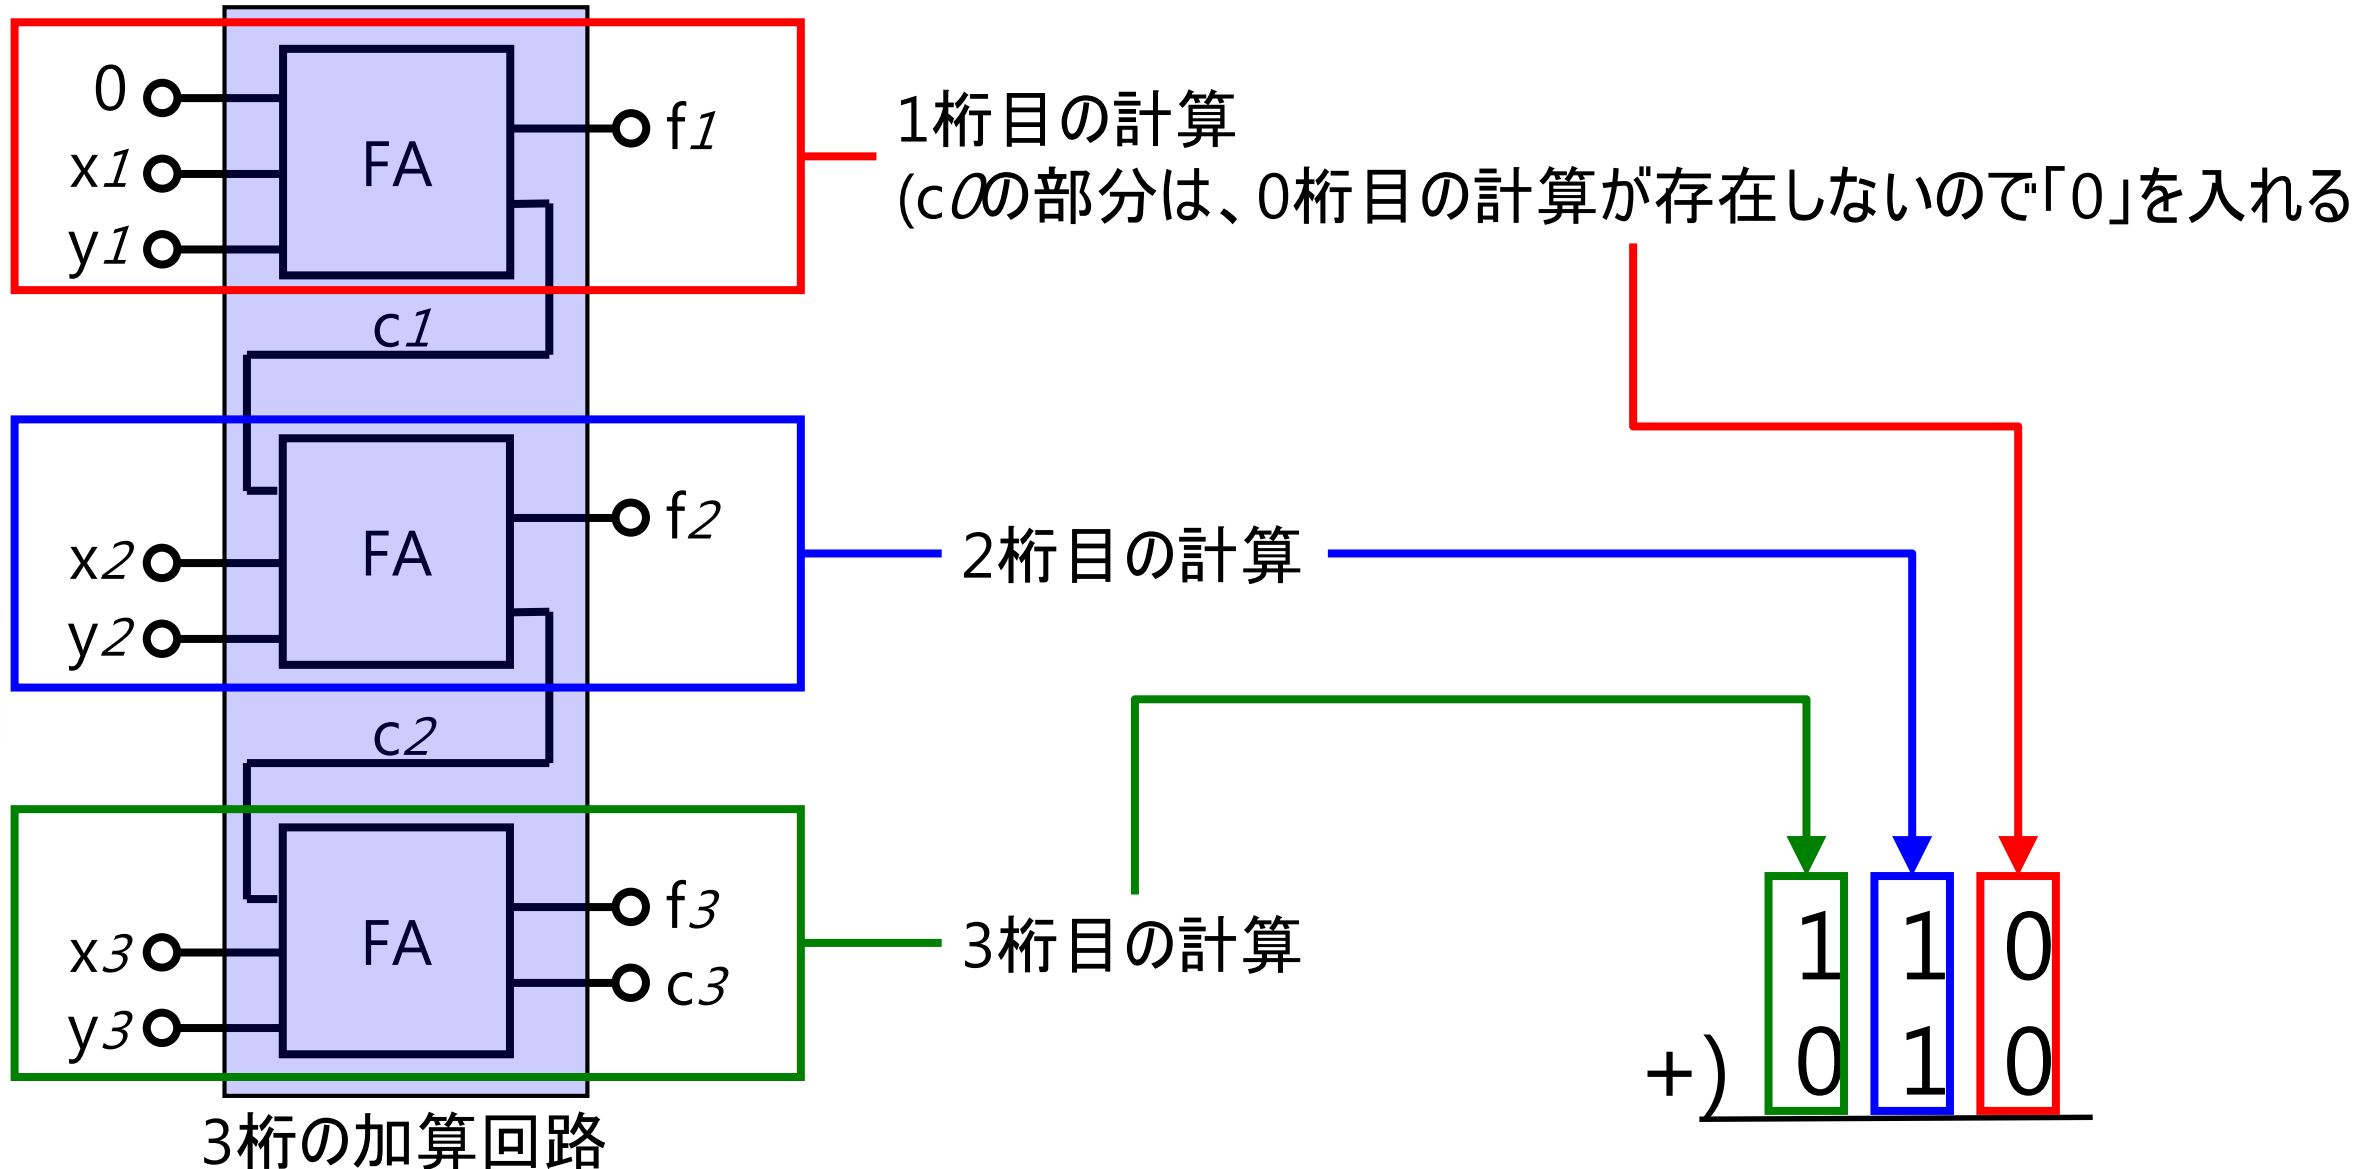 0
x1
y1
FA
f1
c1
1桁目の計算
(c0の部分は、0桁目の計算が存在しないので「0」を入れる
x2
y2
FA
f2
c2
2桁目の計算
x3
y3
FA
f3
c3
3桁目の計算
1 1 0
+) 0 1 0
3桁の加算回路